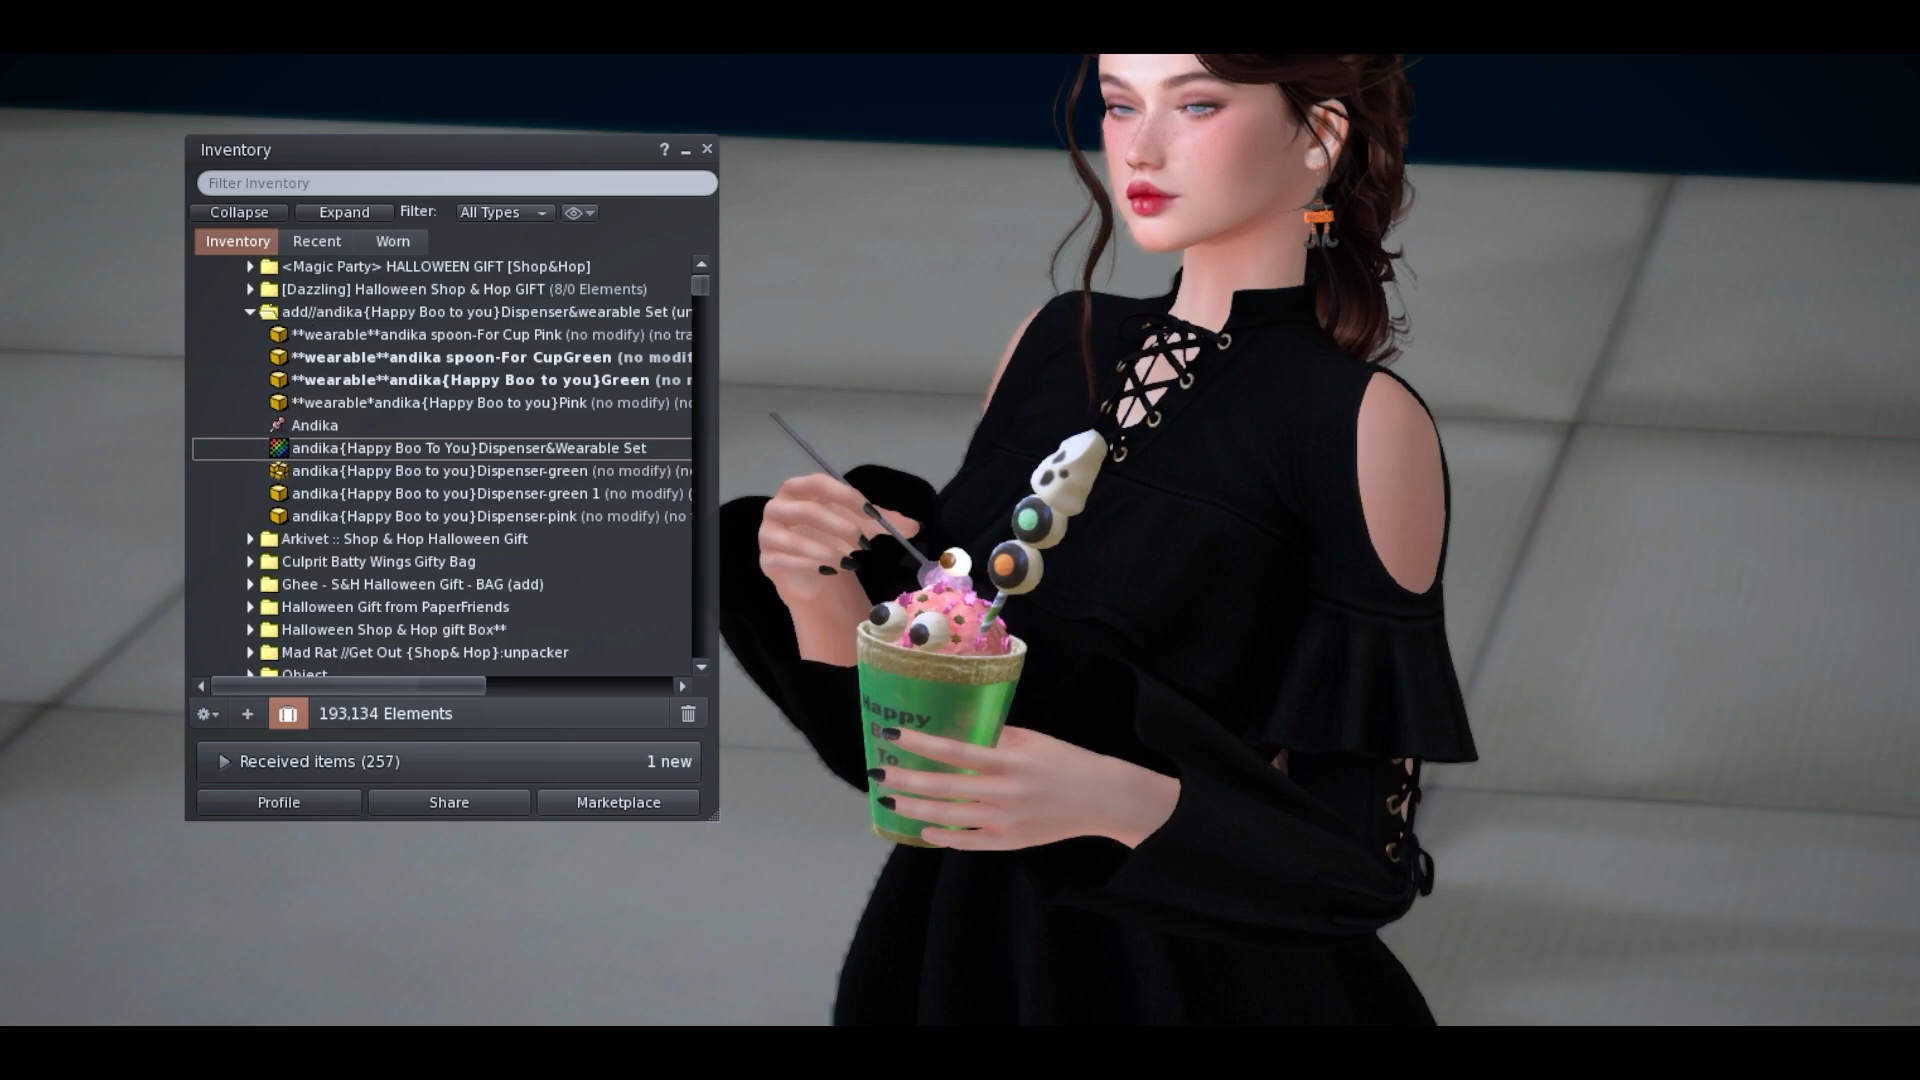 Inventory ? _ ×
Filter Inventory
Collapse Expand Filter: All Types
Inventory Recent Worn
<Magic Party> HALLOWEEN GIFT [Shop&Hop]
[Dazzling] Halloween Shop & Hop GIFT (8/0 Elements)
add//andika{Happy Boo to you}Dispenser&wearable Set (ur
**wearable**andika spoon-For Cup Pink (no modify) (no tra
**wearable**andika spoon-For CupGreen (no modif
**wearable**andika{Happy Boo to you}Green (no r
**wearable*andika{Happy Boo to you}Pink (no modify) (no
Andika
andika{Happy Boo To You}Dispenser&Wearable Set
andika{Happy Boo to you}Dispenser-green (no modify) (n
andika{Happy Boo to you}Dispenser-green 1 (no modify) (
andika{Happy Boo to you}Dispenser-pink (no modify) (no
Arkivet :: Shop & Hop Halloween Gift
Culprit Batty Wings Gifty Bag
Ghee - S&H Halloween Gift - BAG (add)
Halloween Gift from PaperFriends
Halloween Shop & Hop gift Box**
Mad Rat //Get Out {Shop& Hop}:unpacker
Object
+ 193,134 Elements
Received items (257) 1 new
Profile Share Marketplace
Happy
To